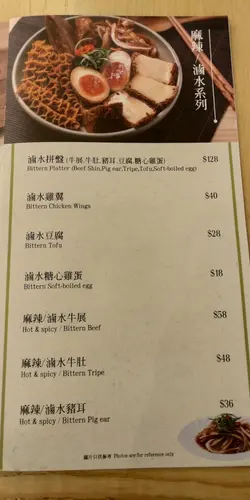 麻辣/滷水系列
滷水拼盤(牛展/牛肚,豬耳,豆腐,糖心雞蛋) $128
Bittern Platter (Beef Shin,Pig ear,Tripe,Tofu,Soft-boiled egg)
滷水雞翼 $40
Bittern Chicken Wings
滷水豆腐 $28
Bittern Tofu
滷水糖心雞蛋 $18
Bittern Soft-boiled egg
麻辣/滷水牛展 $58
Hot & spicy / Bittern Beef
麻辣/滷水牛肚 $48
Hot & spicy / Bittern Tripe
麻辣/滷水豬耳 $36
Hot & spicy / Bittern Pig ear
圖片只供參考 Photos are for reference only